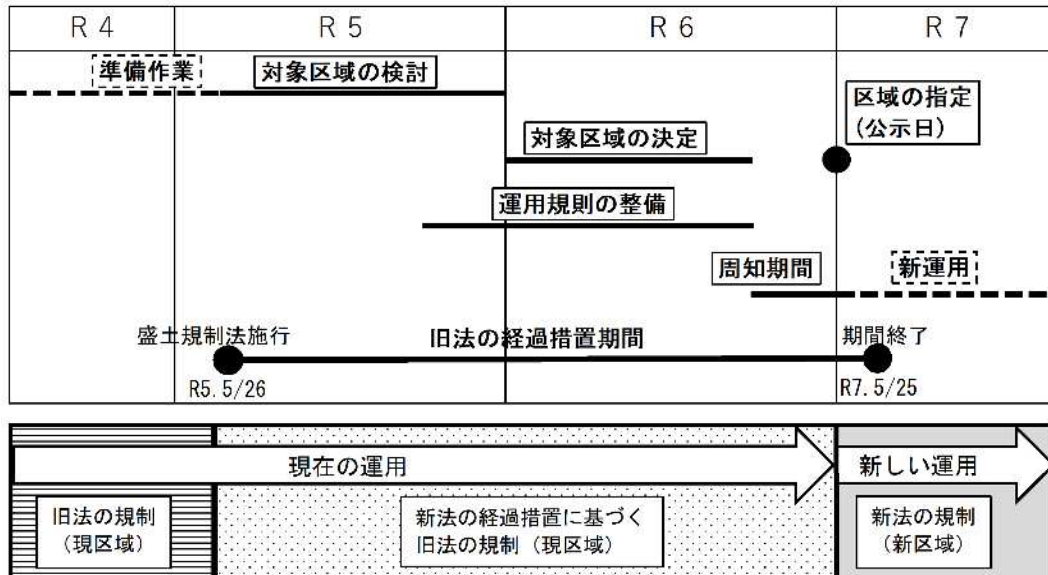 R4
R5
R6
R7
準備作業
対象区域の検討
区域の指定
(公示日)
対象区域の決定
運用規則の整備
周知期間
新運用
盛土規制法施行
旧法の経過措置期間
期間終了
R5.5/26
R7.5/25
現在の運用
新しい運用
旧法の規制
(現区域)
新法の経過措置に基づく
旧法の規制（現区域）
新法の規制
(新区域)